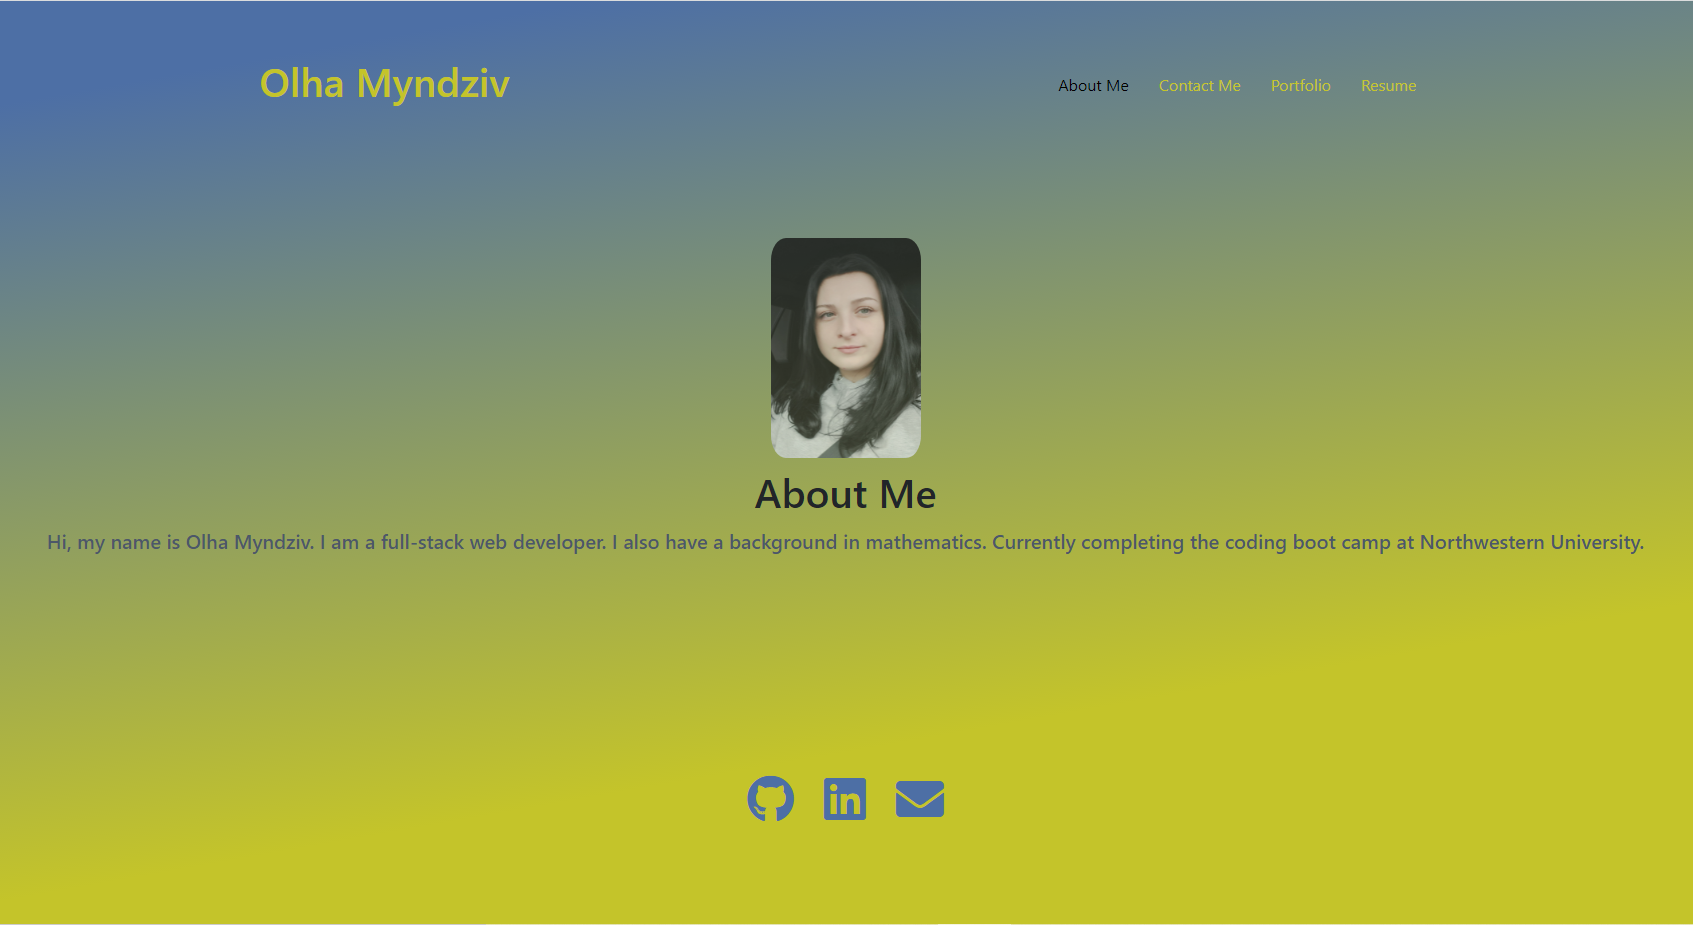 Olha Myndziv
About Me Contact Me Portfolio Resume
About Me
Hi, my name is Olha Myndziv. I am a full-stack web developer. I also have a background in mathematics. Currently completing the coding boot camp at Northwestern University.
in